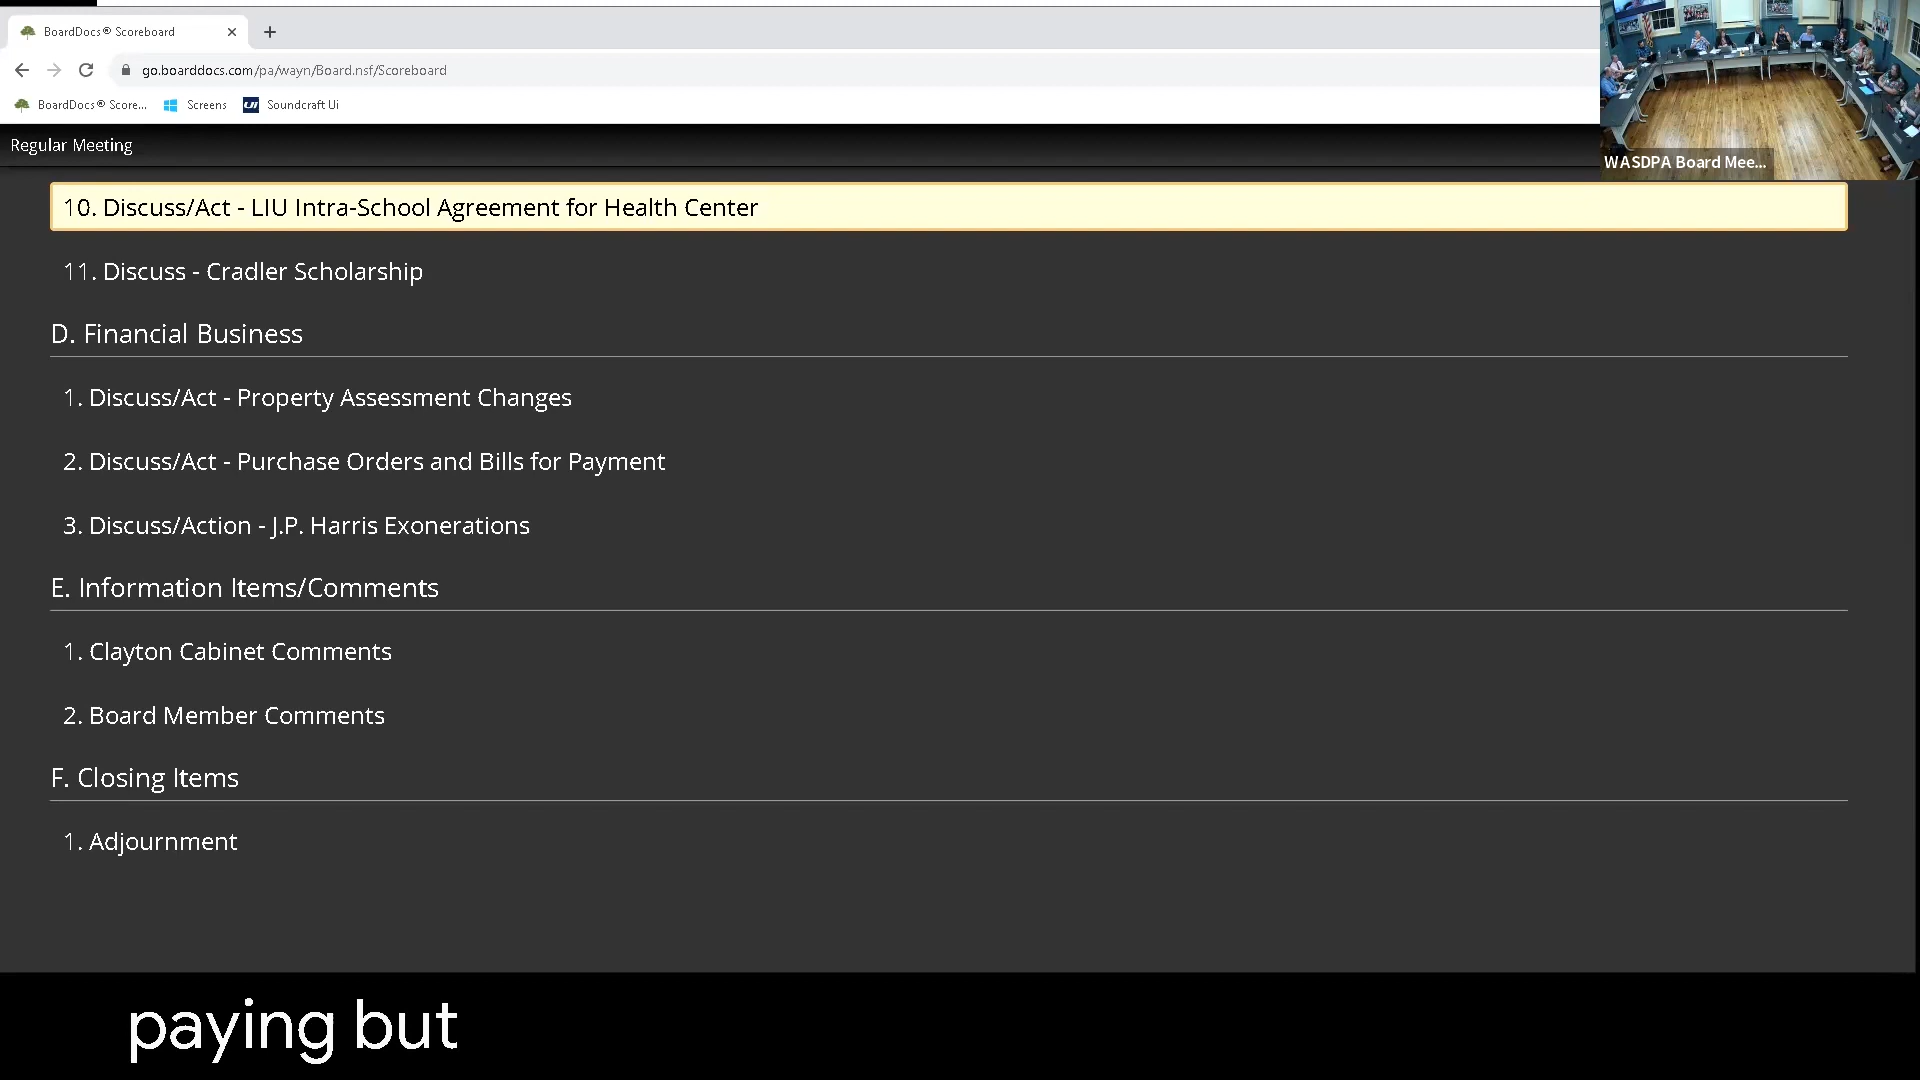 BoardDocs® Scoreboard
go.boarddocs.com/pa/wayn/Board.nsf/Scoreboard
BoardDocs® Score...
Screens
Ui
Soundcraft Ui
Regular Meeting
WASDPA Board Mee...
10. Discuss/Act - LIU Intra-School Agreement for Health Center
11. Discuss - Cradler Scholarship
D. Financial Business
1. Discuss/Act - Property Assessment Changes
2. Discuss/Act - Purchase Orders and Bills for Payment
3. Discuss/Action - J.P. Harris Exonerations
E. Information Items/Comments
1. Clayton Cabinet Comments
2. Board Member Comments
F. Closing Items
1. Adjournment
paying but